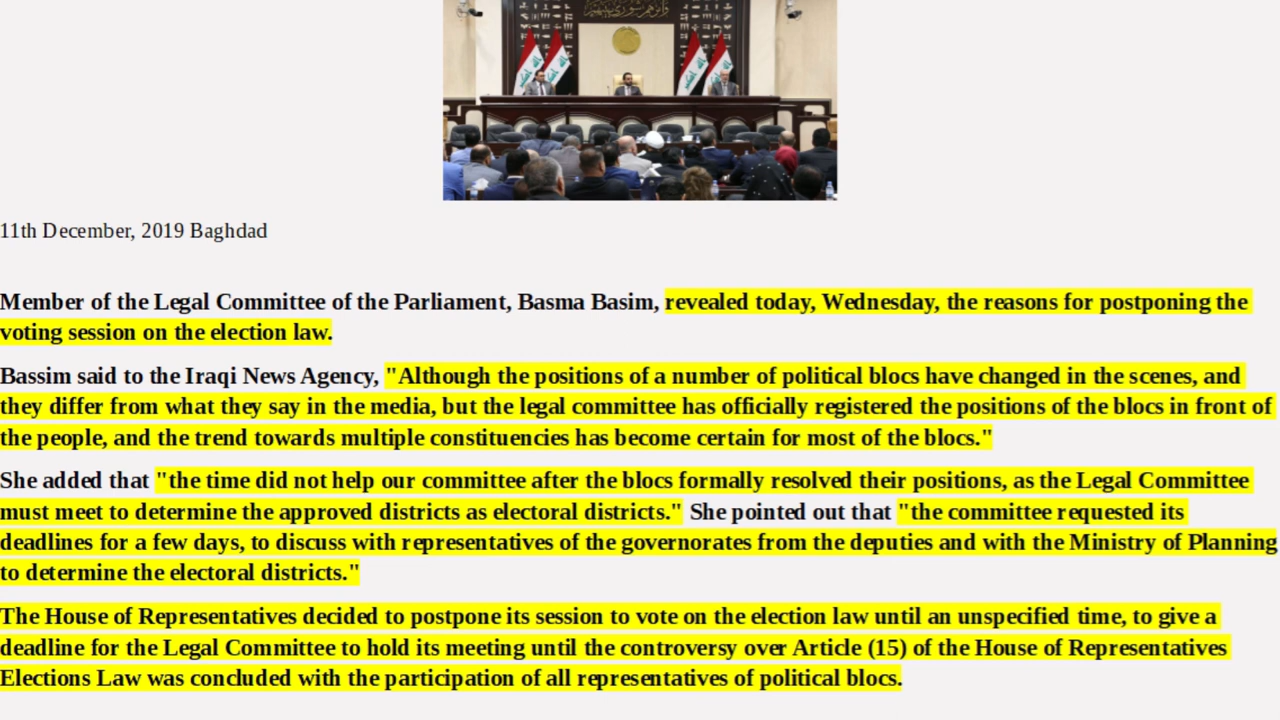 وأمرهم شورى بينهم
11th December, 2019 Baghdad
Member of the Legal Committee of the Parliament, Basma Basim, revealed today, Wednesday, the reasons for postponing the
voting session on the election law.
Bassim said to the Iraqi News Agency, "Although the positions of a number of political blocs have changed in the scenes, and
they differ from what they say in the media, but the legal committee has officially registered the positions of the blocs in front of
the people, and the trend towards multiple constituencies has become certain for most of the blocs."
She added that "the time did not help our committee after the blocs formally resolved their positions, as the Legal Committee
must meet to determine the approved districts as electoral districts." She pointed out that "the committee requested its
deadlines for a few days, to discuss with representatives of the governorates from the deputies and with the Ministry of Planning
to determine the electoral districts."
The House of Representatives decided to postpone its session to vote on the election law until an unspecified time, to give a
deadline for the Legal Committee to hold its meeting until the controversy over Article (15) of the House of Representatives
Elections Law was concluded with the participation of all representatives of political blocs.